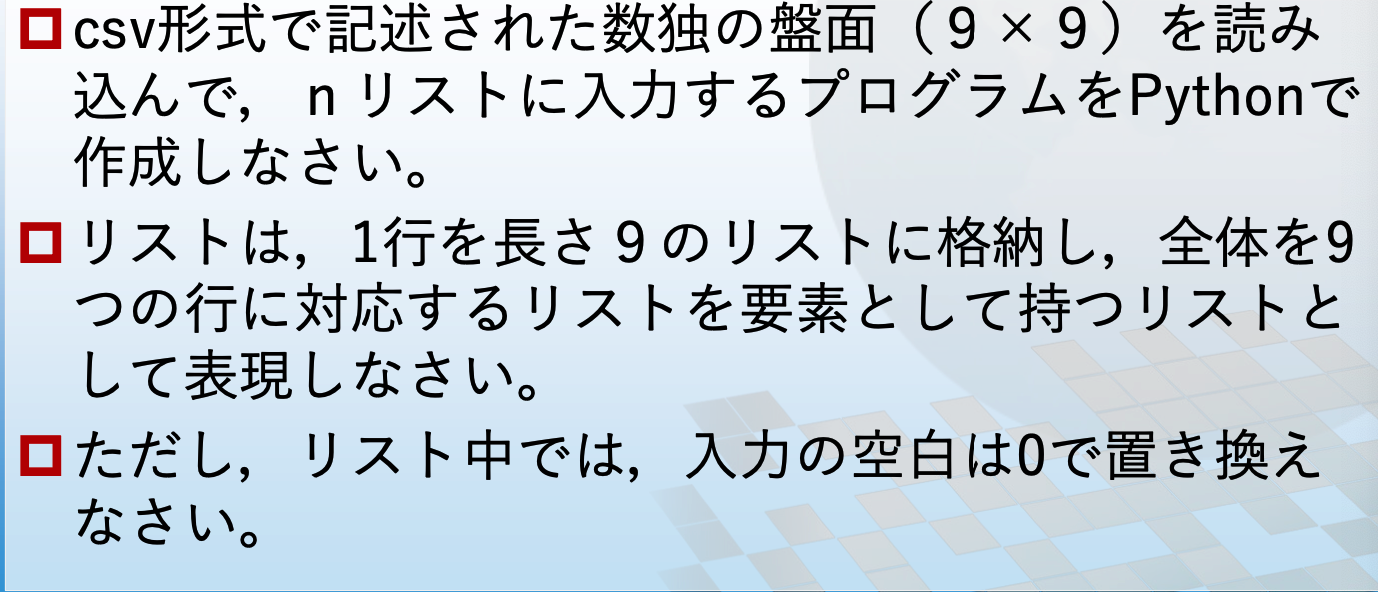 csv形式で記述された数独の盤面（９×９）を読み
込んで， n リストに入力するプログラムをPythonで
作成しなさい。
リストは，1行を長さ９のリストに格納し，全体を9
つの行に対応するリストを要素として持つリストと
して表現しなさい。
ただし，リスト中では，入力の空白は0で置き換え
なさい。